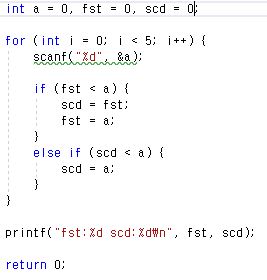 int a = 0, fst = 0, scd = 0;
for (int i = 0; i < 5; i++) {
scanf("%d", &a);
if (fst < a) {
scd = fst;
fst = a;
}
else if (scd < a) {
scd = a;
}
}
printf("fst:%d scd:%d₩n", fst, scd);
return 0;